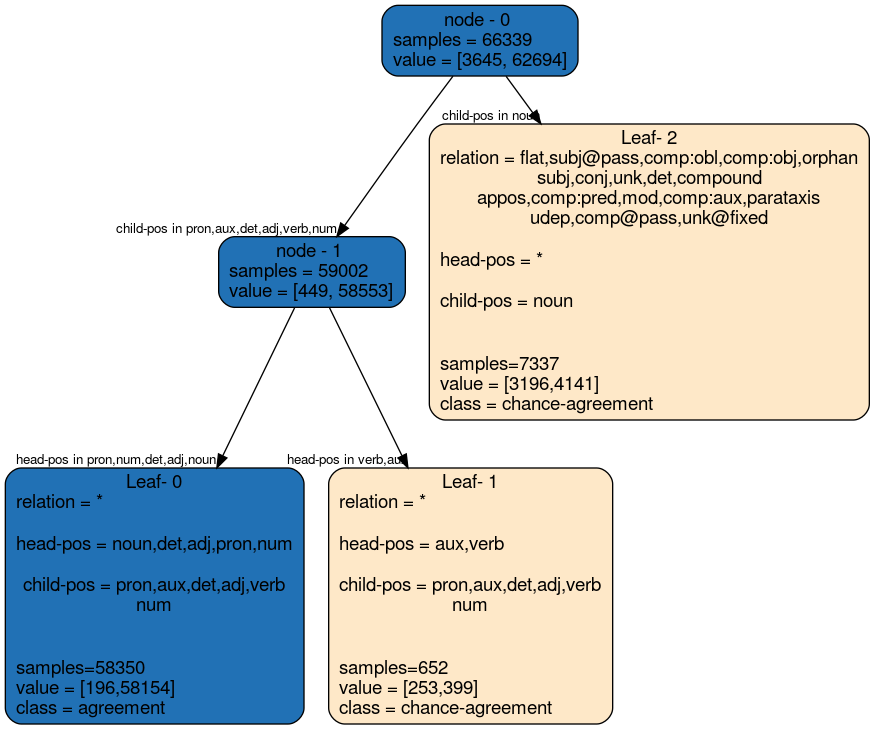 node - 0
samples = 66339
value = [3645, 62694]
child-pos in noun
Leaf- 2
relation = flat,subj@pass,comp:obl,comp:obj,orphan
subj,conj,unk,det,compound
appos,comp:pred,mod,comp:aux,parataxis
udep,comp@pass,unk@fixed
head-pos = *
child-pos = noun
samples=7337
value = [3196,4141]
class = chance-agreement
child-pos in pron,aux,det,adj,verb,num
node - 1
samples = 59002
value = [449, 58553]
head-pos in pron,num,det,adj,noun
Leaf- 0
relation = *
head-pos = noun,det,adj,pron,num
child-pos = pron,aux,det,adj,verb
num
samples=58350
value = [196,58154]
class = agreement
head-pos in verb,aux
Leaf- 1
relation = *
head-pos = aux,verb
child-pos = pron,aux,det,adj,verb
num
samples=652
value = [253,399]
class = chance-agreement